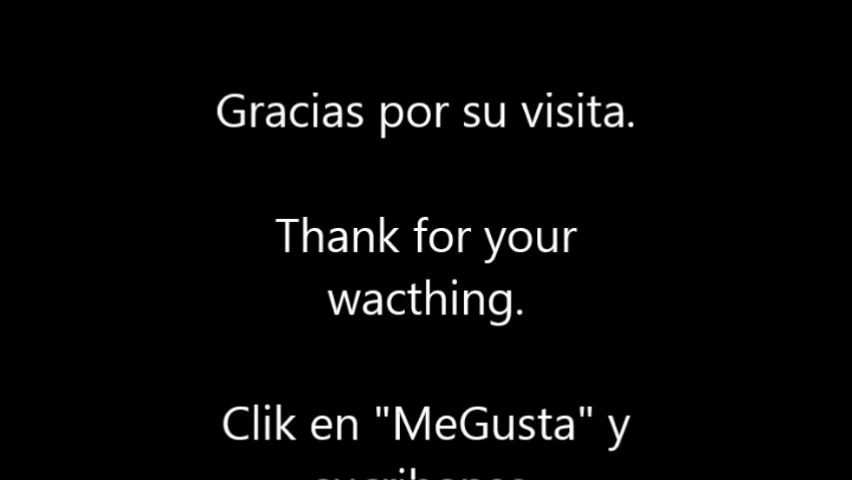 Gracias por su visita.
Thank for your
wacthing.
Clik en "MeGusta" y